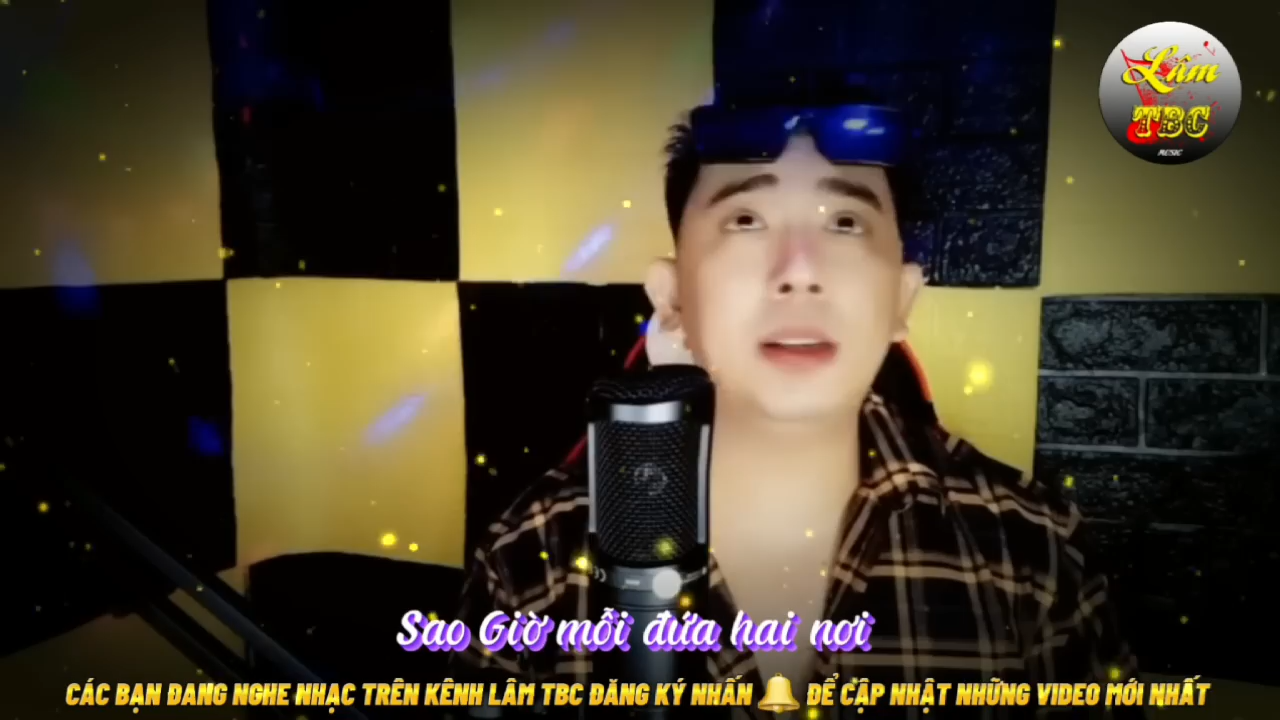 Lâm
TBC
MUSIC
Sao Giờ mỗi đứa hai nơi
CÁC BẠN ĐANG NGHE NHẠC TRÊN KÊNH LÂM TBC ĐĂNG KÝ NHẤN 🔔 ĐỂ CẬP NHẬT NHỮNG VIDEO MỚI NHẤT